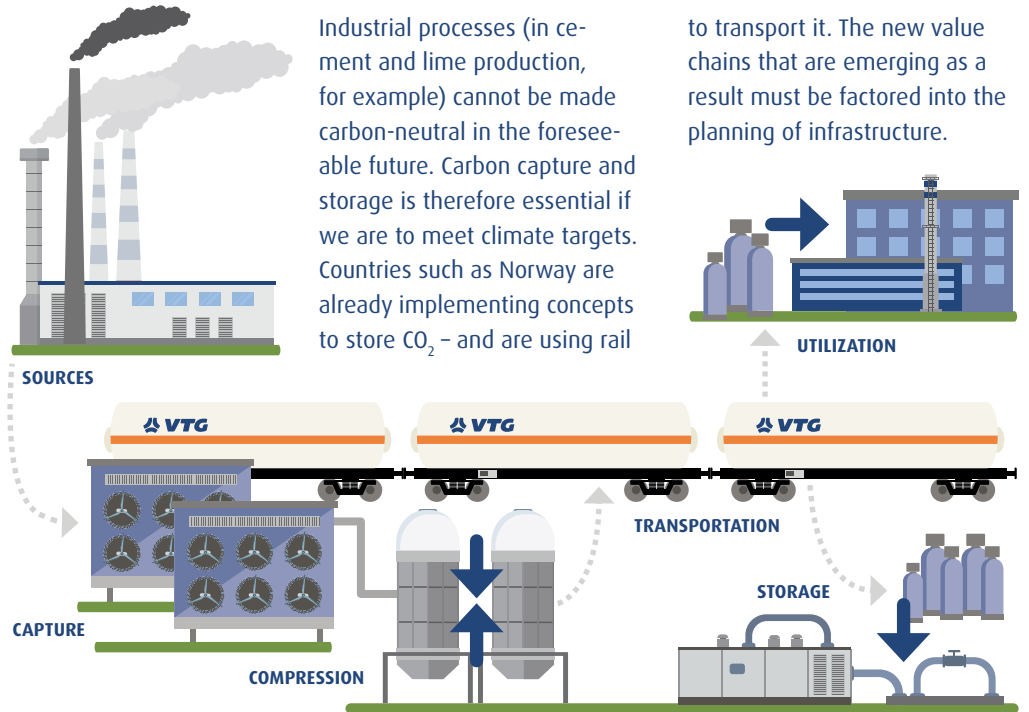 Industrial processes (in ce-
ment and lime production,
for example) cannot be made
carbon-neutral in the foresee-
able future. Carbon capture and
storage is therefore essential if
we are to meet climate targets.
Countries such as Norway are
already implementing concepts
to store CO₂ – and are using rail
to transport it. The new value
chains that are emerging as a
result must be factored into the
planning of infrastructure.
UTILIZATION
SOURCES
VTG
VTG
VTG
TRANSPORTATION
STORAGE
CAPTURE
COMPRESSION